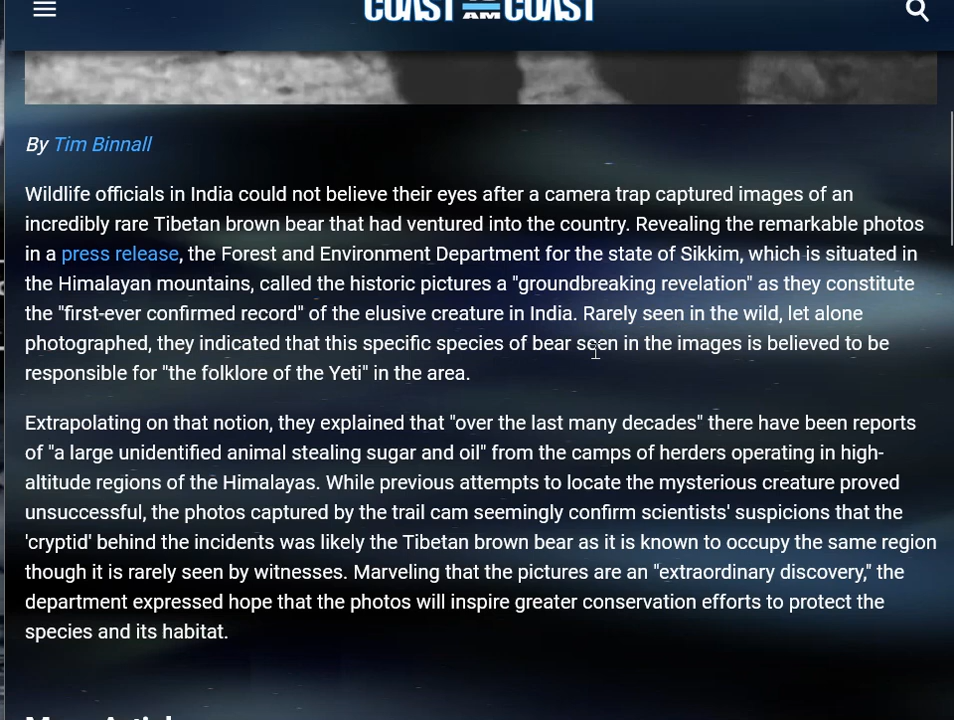 COAST TO COAST
AM
By Tim Binnall
Wildlife officials in India could not believe their eyes after a camera trap captured images of an
incredibly rare Tibetan brown bear that had ventured into the country. Revealing the remarkable photos
in a press release, the Forest and Environment Department for the state of Sikkim, which is situated in
the Himalayan mountains, called the historic pictures a "groundbreaking revelation" as they constitute
the "first-ever confirmed record" of the elusive creature in India. Rarely seen in the wild, let alone
photographed, they indicated that this specific species of bear seen in the images is believed to be
responsible for "the folklore of the Yeti" in the area.
Extrapolating on that notion, they explained that "over the last many decades" there have been reports
of "a large unidentified animal stealing sugar and oil" from the camps of herders operating in high-
altitude regions of the Himalayas. While previous attempts to locate the mysterious creature proved
unsuccessful, the photos captured by the trail cam seemingly confirm scientists' suspicions that the
'cryptid' behind the incidents was likely the Tibetan brown bear as it is known to occupy the same region
though it is rarely seen by witnesses. Marveling that the pictures are an "extraordinary discovery," the
department expressed hope that the photos will inspire greater conservation efforts to protect the
species and its habitat.